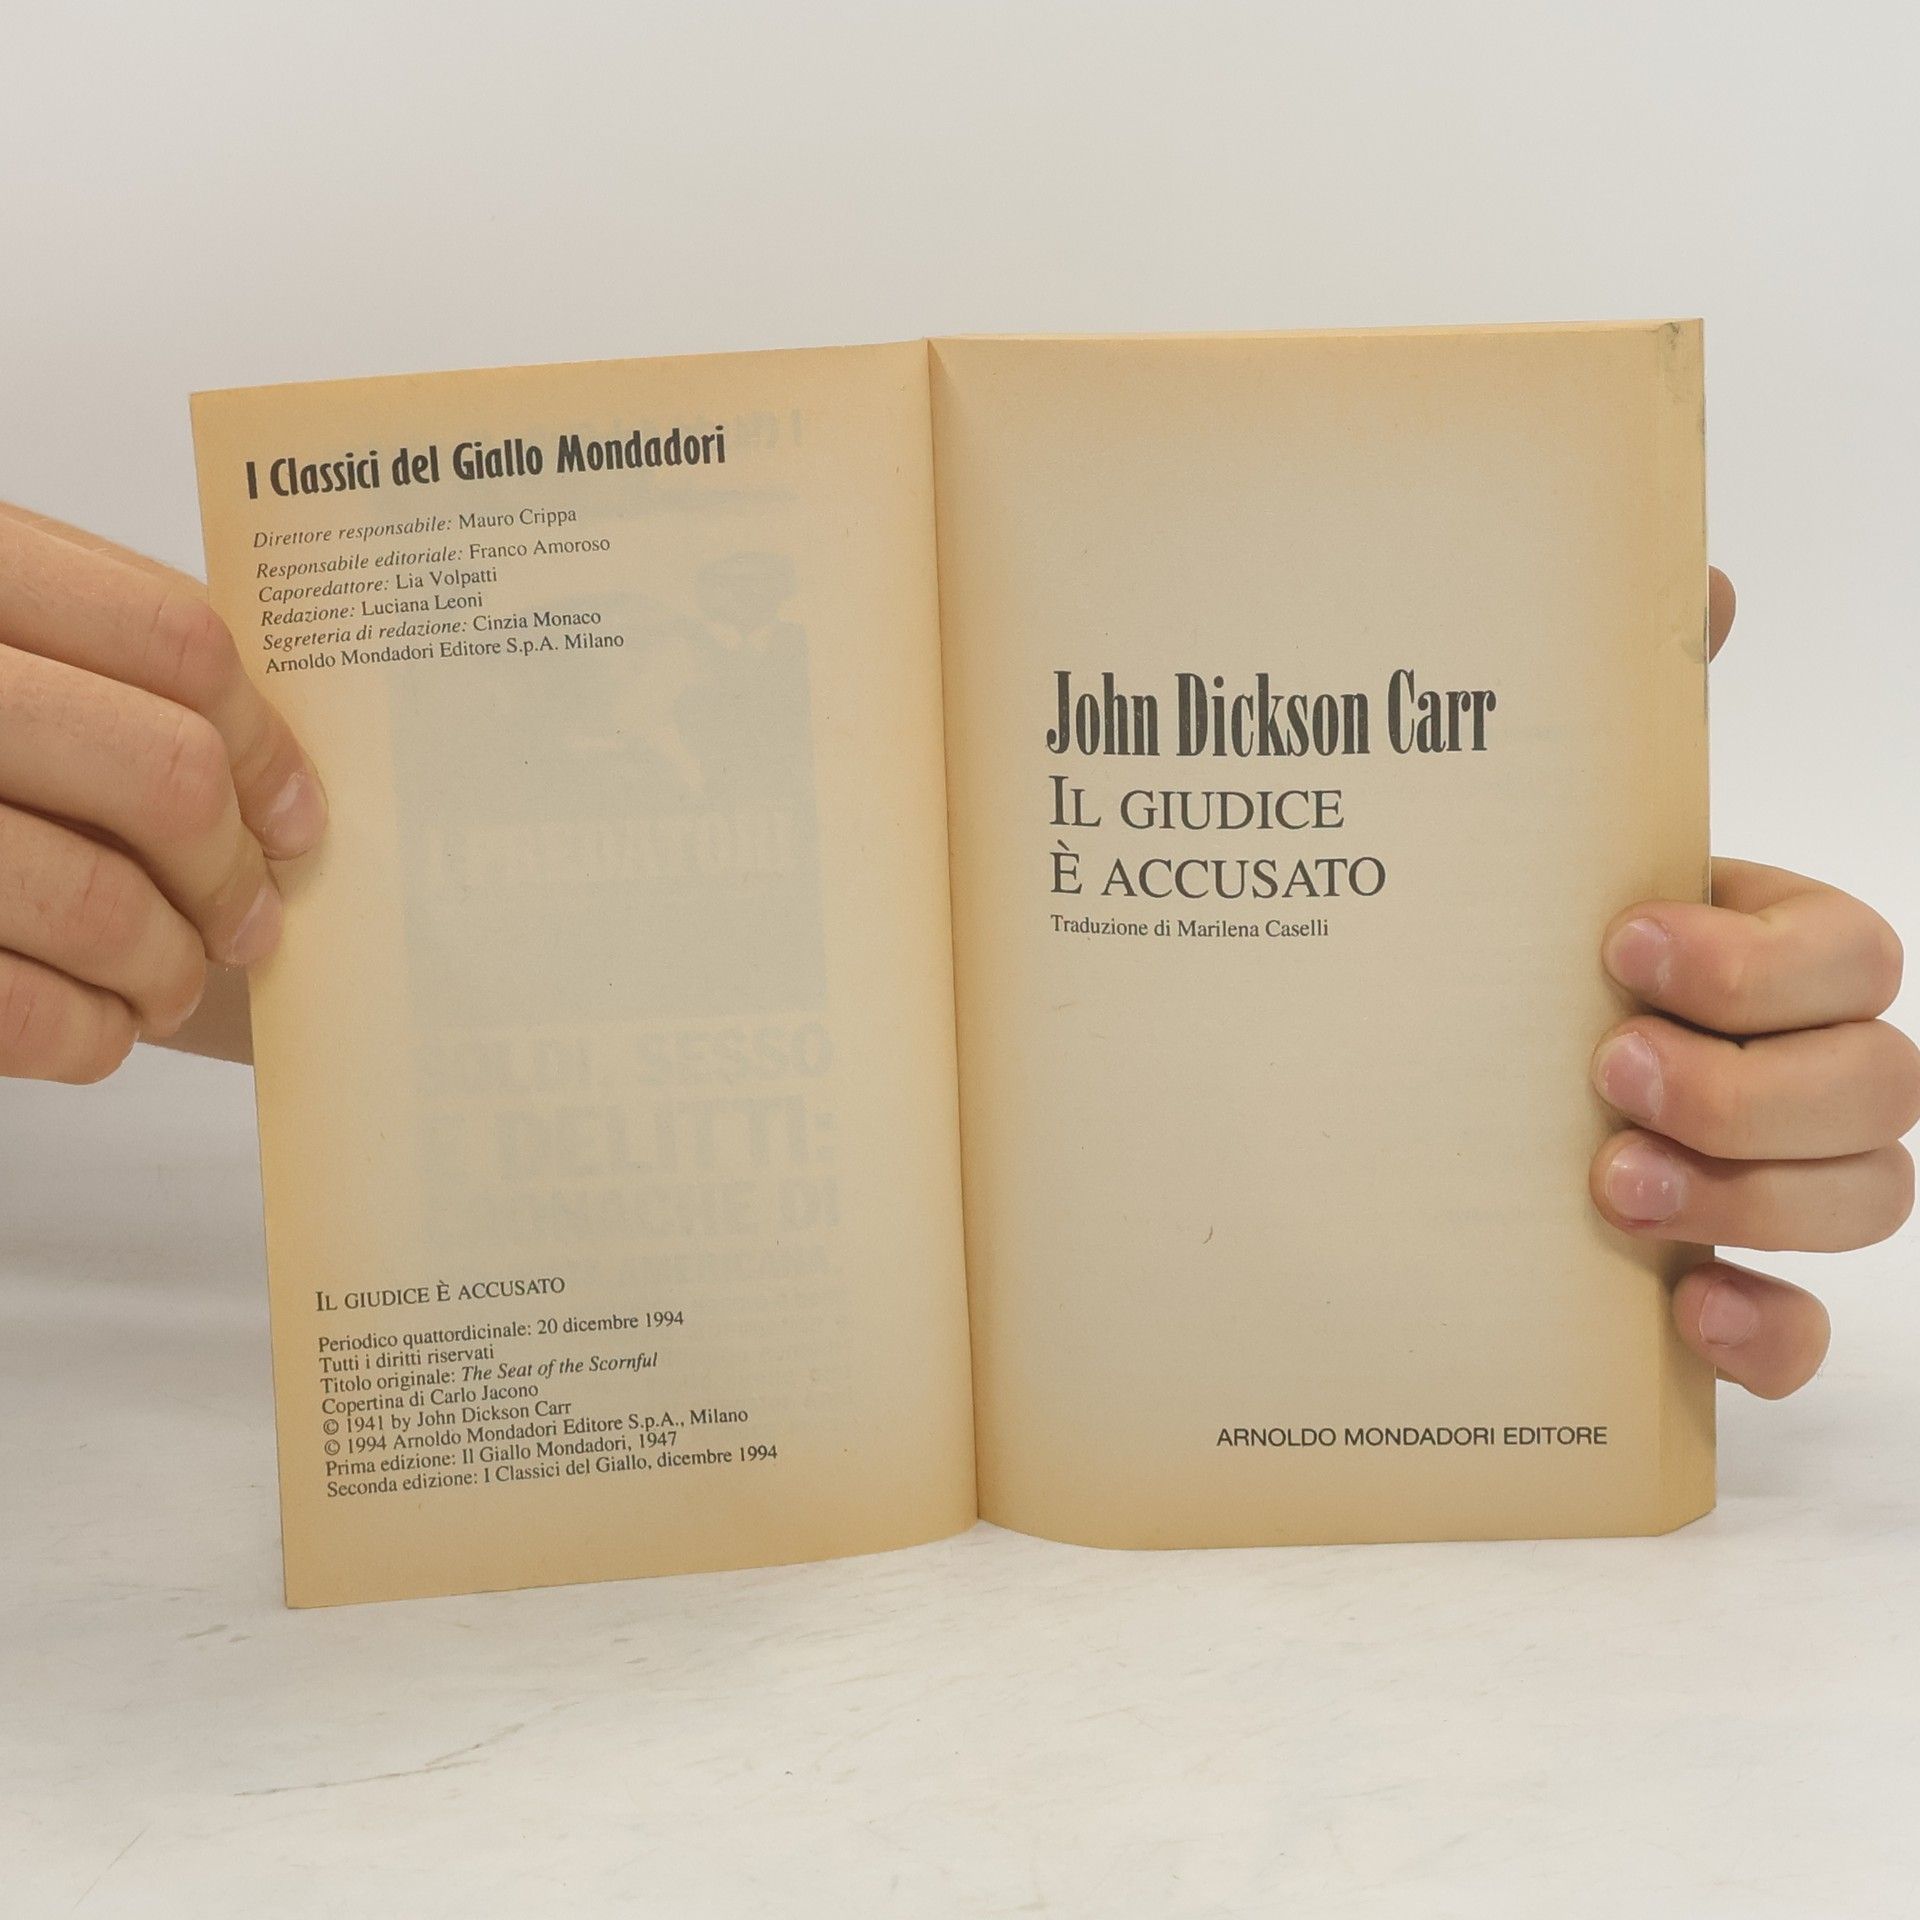 I Classici del Giallo Mondadori
Direttore responsabile: Mauro Crippa
Responsabile editoriale: Franco Amoroso
Caporedattore: Lia Volpatti
Redazione: Luciana Leoni
Segreteria di redazione: Cinzia Monaco
Arnoldo Mondadori Editore S.p.A. Milano
SESSO
E DELITTI:
IL GIUDICE È ACCUSATO
Periodico quattordicinale: 20 dicembre 1994
Tutti i diritti riservati
Titolo originale: The Seat of the Scornful
Copertina di Carlo Jacono
© 1941 by John Dickson Carr
© 1994 Arnoldo Mondadori Editore S.p.A., Milano
Prima edizione: Il Giallo Mondadori, 1947
Seconda edizione: I Classici del Giallo, dicembre 1994
John Dickson Carr
IL GIUDICE
È ACCUSATO
Traduzione di Marilena Caselli
ARNOLDO MONDADORI EDITORE